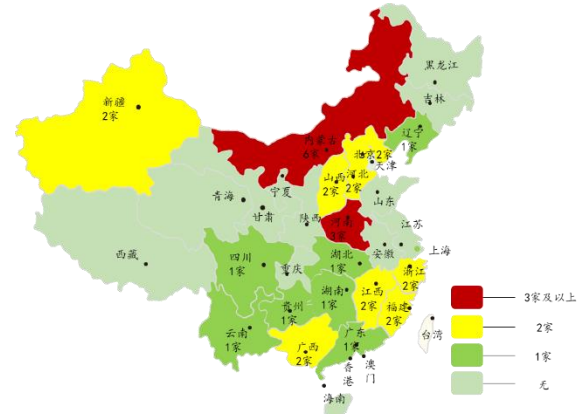 黑龙江
吉林
新疆
2家
辽宁
1家
内蒙古
6家
北京2家
天津
山西
2家
河北
2家
宁夏
青海
甘肃
山东
陕西
河南
3家
江苏
安徽
上海
西藏
四川
1家
重庆
湖北
1家
浙江
2家
湖南
1家
江西
2家
贵州
1家
福建
2家
云南
1家
广西
2家
广东
1家
台湾
香港
澳门
海南
3家及以上
2家
1家
无